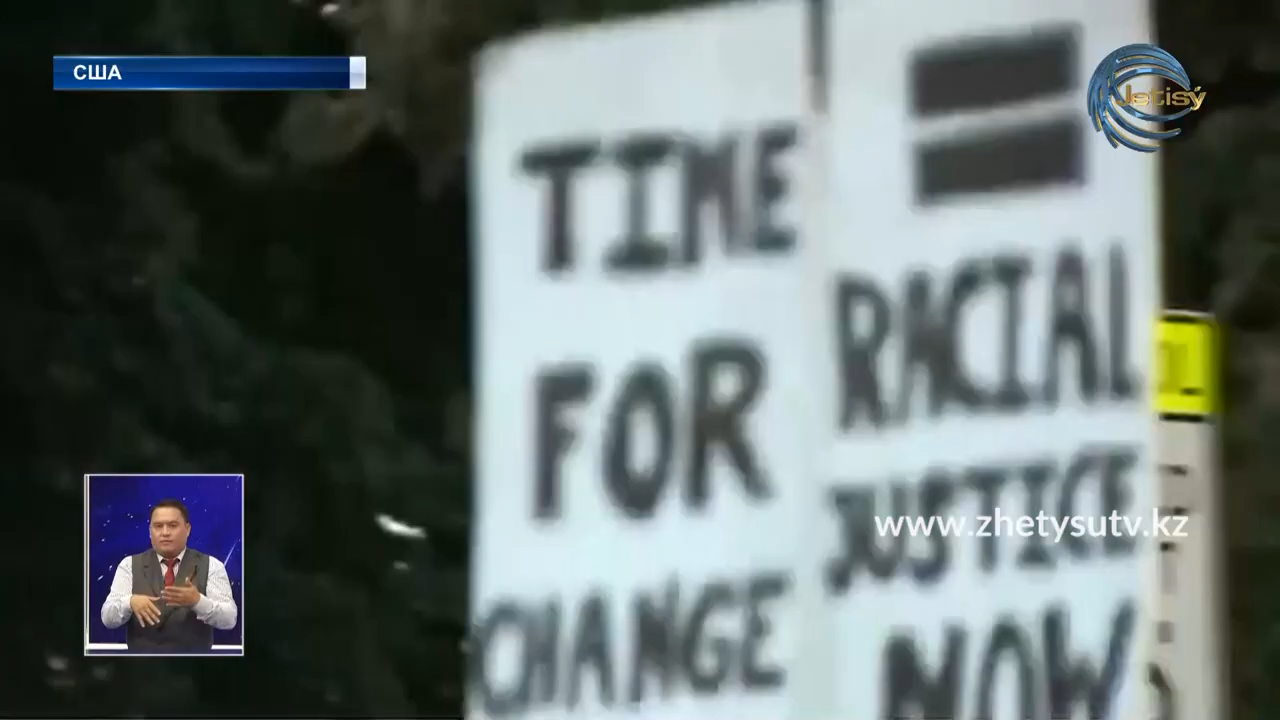 США
Jetisý
TIME
FOR
CHANGE
=
RACIAL
JUSTICE
NOW
www.zhetysutv.kz